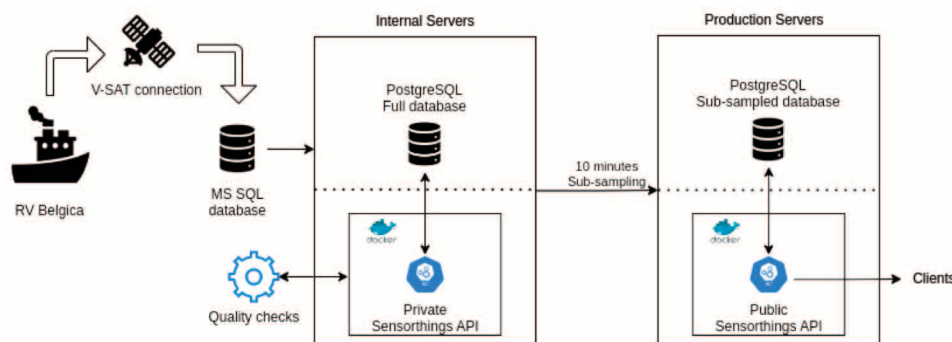 Internal Servers
Production Servers
V-SAT connection
PostgreSQL
Full database
PostgreSQL
Sub-sampled database
10 minutes
Sub-sampling
RV Belgica
MS SQL
database
docker
docker
Quality checks
Private
Sensorthings API
Public
Sensorthings API
Clients